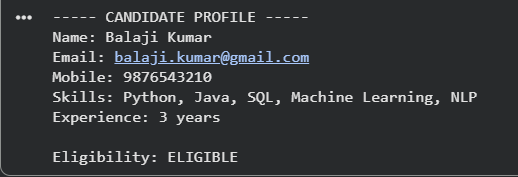 ----- CANDIDATE PROFILE -----
Name: Balaji Kumar
Email: balaji.kumar@gmail.com
Mobile: 9876543210
Skills: Python, Java, SQL, Machine Learning, NLP
Experience: 3 years
Eligibility: ELIGIBLE